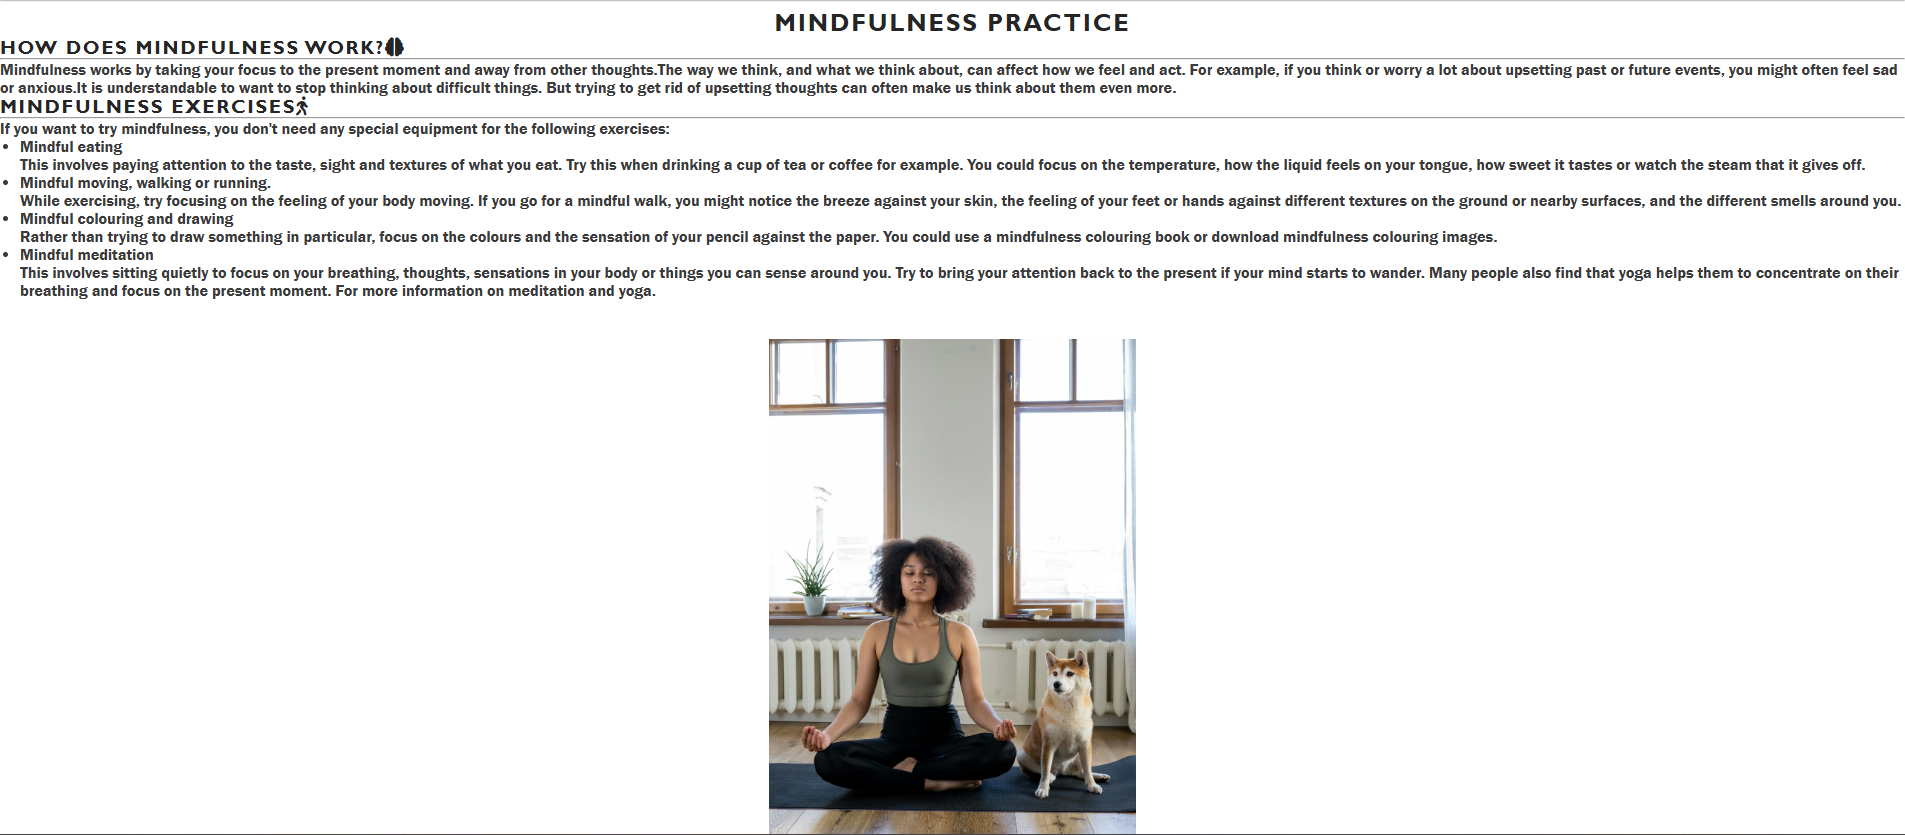 MINDFULNESS PRACTICE
HOW DOES MINDFULNESS WORK?
Mindfulness works by taking your focus to the present moment and away from other thoughts.The way we think, and what we think about, can affect how we feel and act. For example, if you think or worry a lot about upsetting past or future events, you might often feel sad
or anxious.It is understandable to want to stop thinking about difficult things. But trying to get rid of upsetting thoughts can often make us think about them even more.
MINDFULNESS EXERCISES
If you want to try mindfulness, you don't need any special equipment for the following exercises:
• Mindful eating
This involves paying attention to the taste, sight and textures of what you eat. Try this when drinking a cup of tea or coffee for example. You could focus on the temperature, how the liquid feels on your tongue, how sweet it tastes or watch the steam that it gives off.
• Mindful moving, walking or running.
While exercising, try focusing on the feeling of your body moving. If you go for a mindful walk, you might notice the breeze against your skin, the feeling of your feet or hands against different textures on the ground or nearby surfaces, and the different smells around you.
• Mindful colouring and drawing
Rather than trying to draw something in particular, focus on the colours and the sensation of your pencil against the paper. You could use a mindfulness colouring book or download mindfulness colouring images.
• Mindful meditation
This involves sitting quietly to focus on your breathing, thoughts, sensations in your body or things you can sense around you. Try to bring your attention back to the present if your mind starts to wander. Many people also find that yoga helps them to concentrate on their
breathing and focus on the present moment. For more information on meditation and yoga.